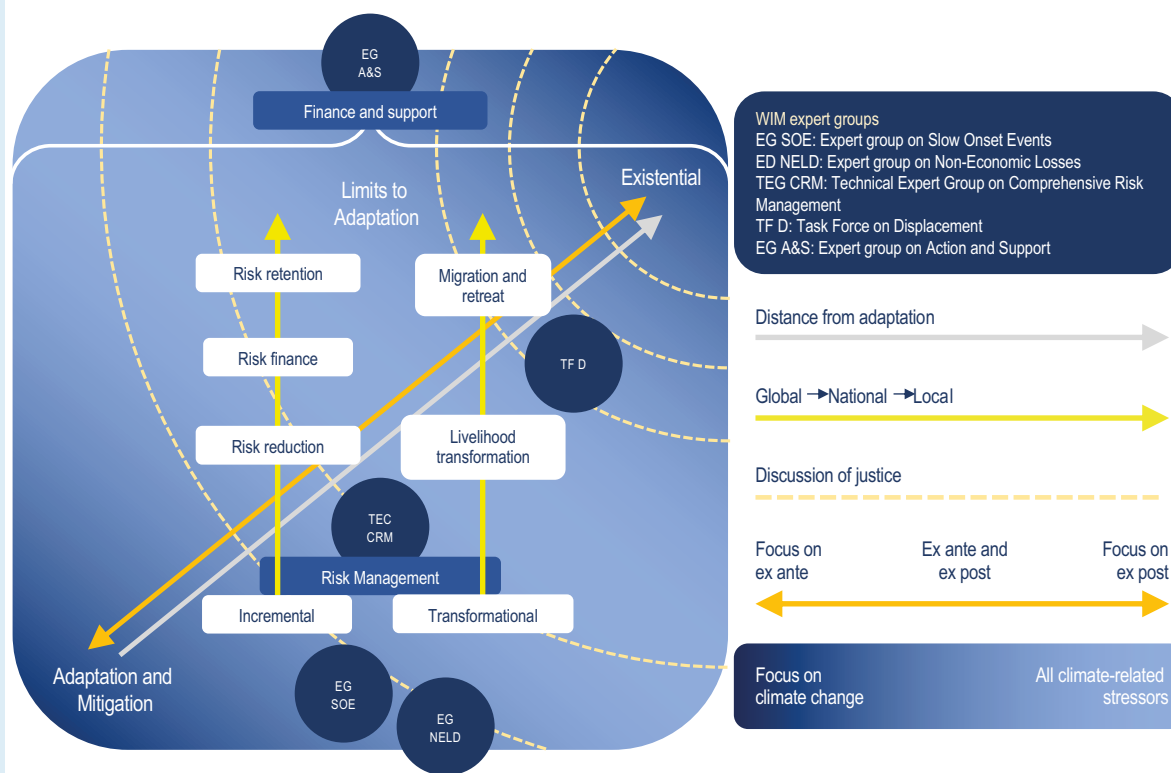 EG
A&S
Finance and support
Limits to
Adaptation
Existential
Risk retention
Migration and
retreat
Risk finance
TF D
Risk reduction
Livelihood
transformation
TEC
CRM
Risk Management
Incremental
Transformational
Adaptation and
Mitigation
EG
SOE
EG
NELD
WIM expert groups
EG SOE: Expert group on Slow Onset Events
ED NELD: Expert group on Non-Economic Losses
TEG CRM: Technical Expert Group on Comprehensive Risk
Management
TF D: Task Force on Displacement
EG A&S: Expert group on Action and Support
Distance from adaptation
Global → National → Local
Discussion of justice
Focus on
ex ante
Ex ante and
ex post
Focus on
ex post
Focus on
climate change
All climate-related
stressors